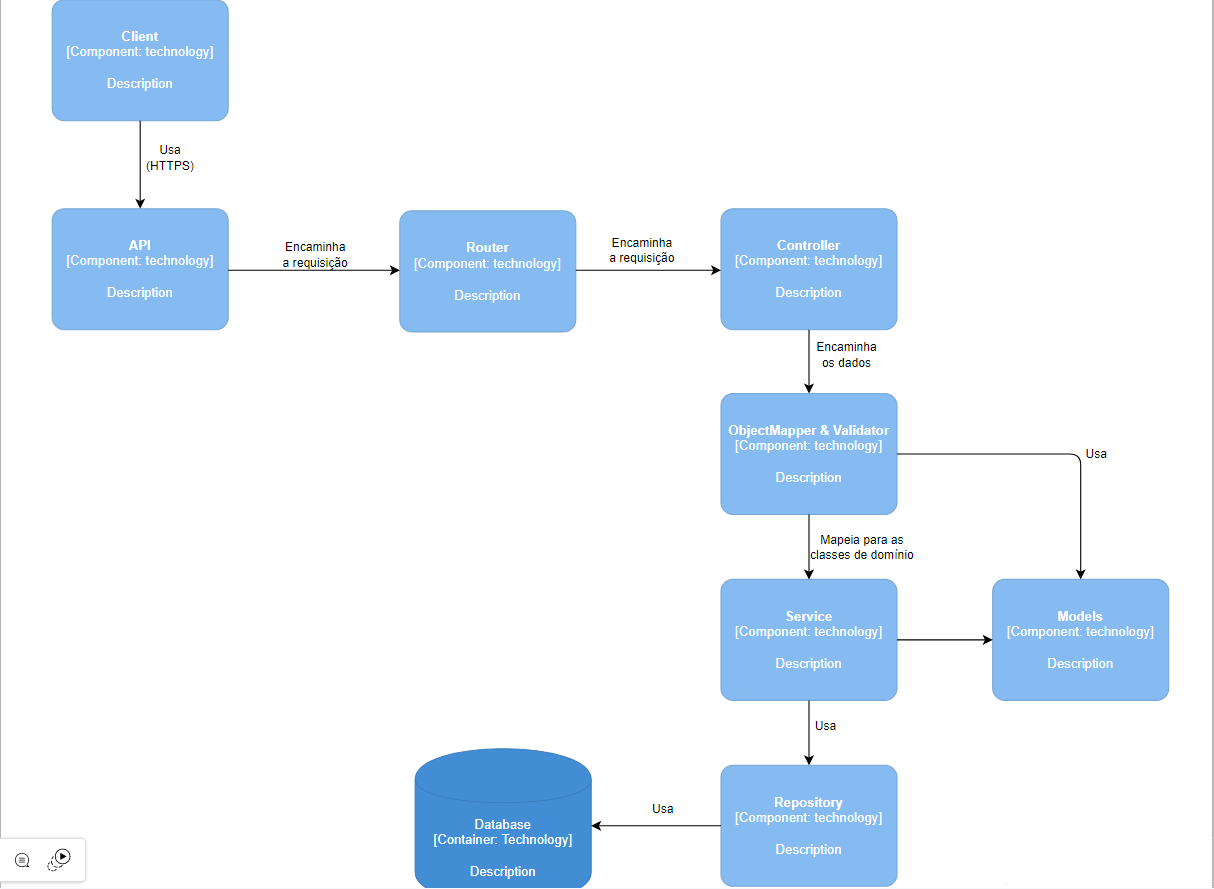 Client
[Component: technology]
Description
Usa
(HTTPS)
API
[Component: technology]
Description
Encaminha
a requisição
Router
[Component: technology]
Description
Encaminha
a requisição
Controller
[Component: technology]
Description
Encaminha
os dados
ObjectMapper & Validator
[Component: technology]
Description
Usa
Mapeia para as
classes de domínio
Service
[Component: technology]
Description
Models
[Component: technology]
Description
Usa
Repository
[Component: technology]
Description
Usa
Database
[Container: Technology]
Description